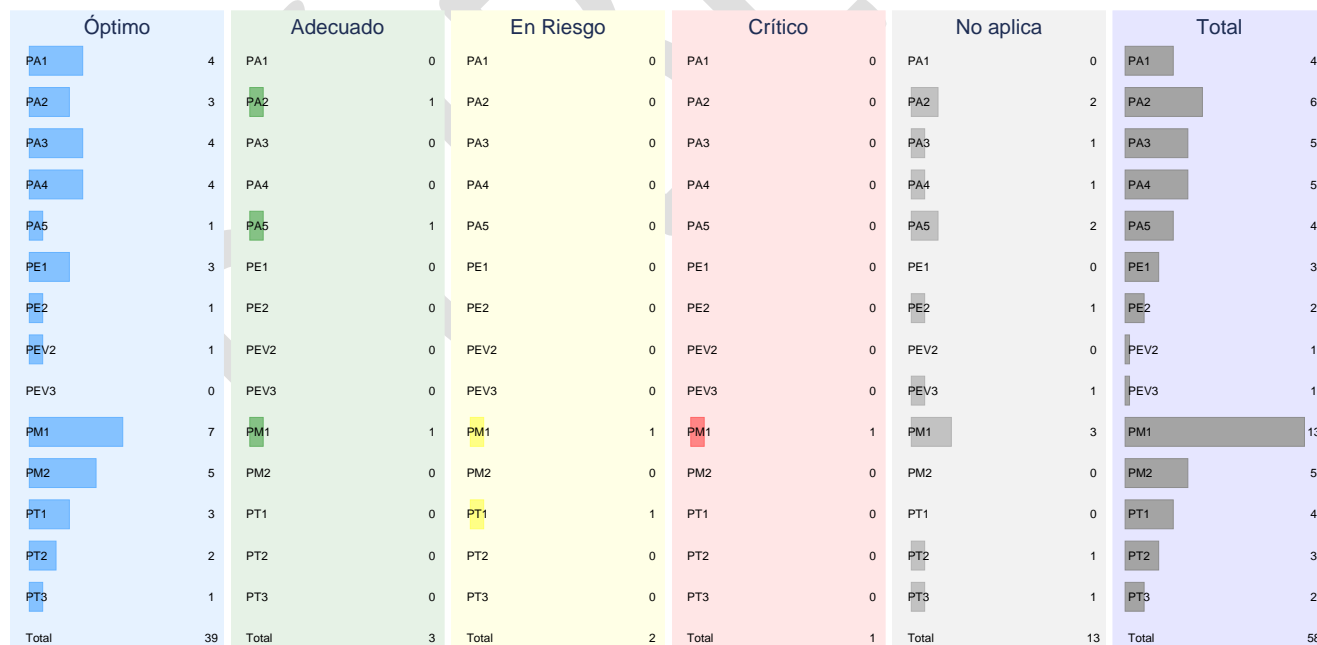 Óptimo Adecuado En Riesgo Crítico No aplica Total
PA1 4 PA1 0 PA1 0 PA1 0 PA1 0 PA1 4
PA2 3 PA2 1 PA2 0 PA2 0 PA2 2 PA2 6
PA3 4 PA3 0 PA3 0 PA3 0 PA3 1 PA3 5
PA4 4 PA4 0 PA4 0 PA4 0 PA4 1 PA4 5
PA5 1 PA5 1 PA5 0 PA5 0 PA5 2 PA5 4
PE1 3 PE1 0 PE1 0 PE1 0 PE1 0 PE1 3
PE2 1 PE2 0 PE2 0 PE2 0 PE2 1 PE2 2
PEV2 1 PEV2 0 PEV2 0 PEV2 0 PEV2 0 PEV2 1
PEV3 0 PEV3 0 PEV3 0 PEV3 0 PEV3 1 PEV3 1
PM1 7 PM1 1 PM1 1 PM1 1 PM1 3 PM1 13
PM2 5 PM2 0 PM2 0 PM2 0 PM2 0 PM2 5
PT1 3 PT1 0 PT1 1 PT1 0 PT1 0 PT1 4
PT2 2 PT2 0 PT2 0 PT2 0 PT2 1 PT2 3
PT3 1 PT3 0 PT3 0 PT3 0 PT3 1 PT3 2
Total 39 Total 3 Total 2 Total 1 Total 13 Total 58